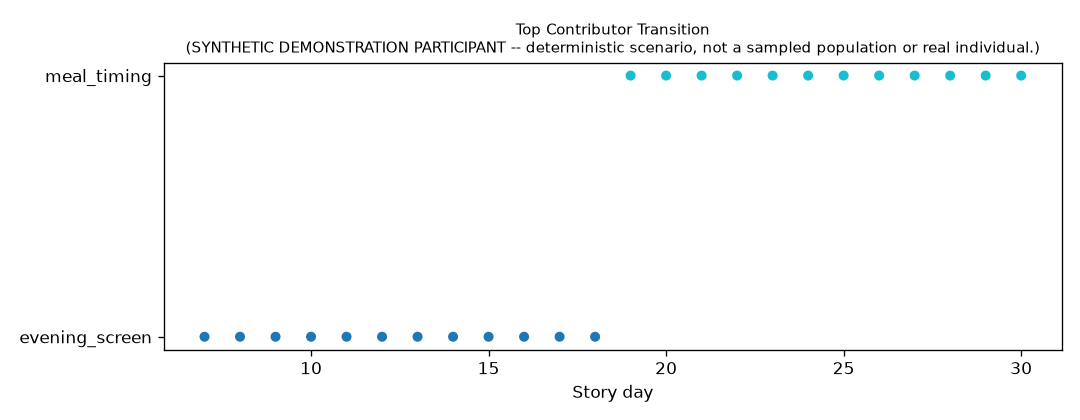 Top Contributor Transition
(SYNTHETIC DEMONSTRATION PARTICIPANT -- deterministic scenario, not a sampled population or real individual.)
meal_timing
evening_screen
10 15 20 25 30
Story day